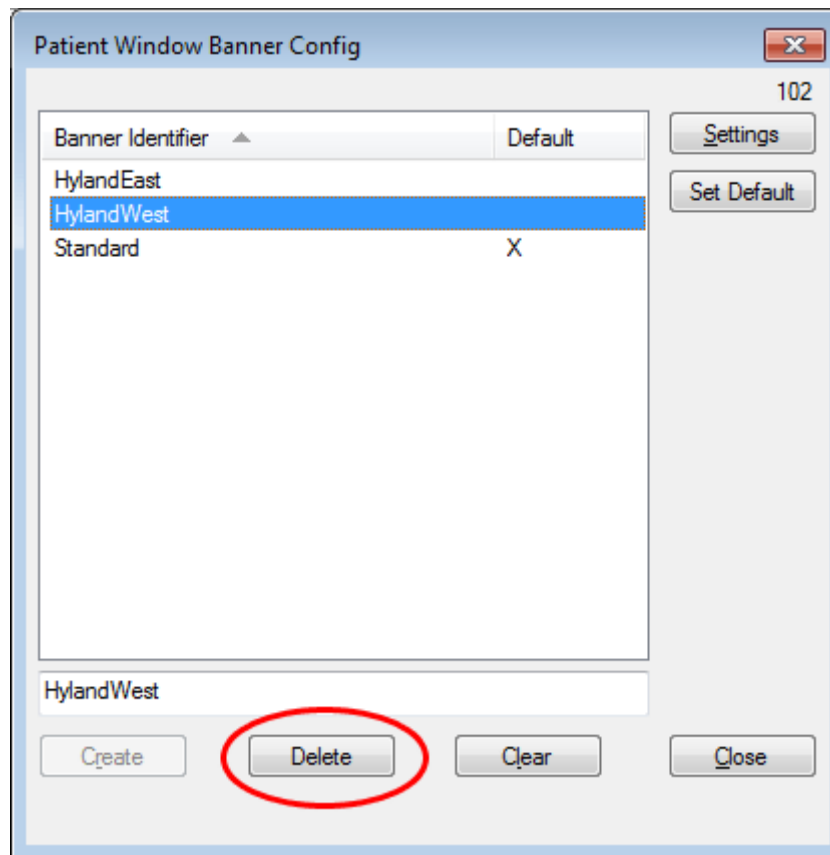 Patient Window Banner Config
102
Banner Identifier Default
Settings
HylandEast
Set Default
HylandWest
Standard X
HylandWest
Create Delete Clear Close